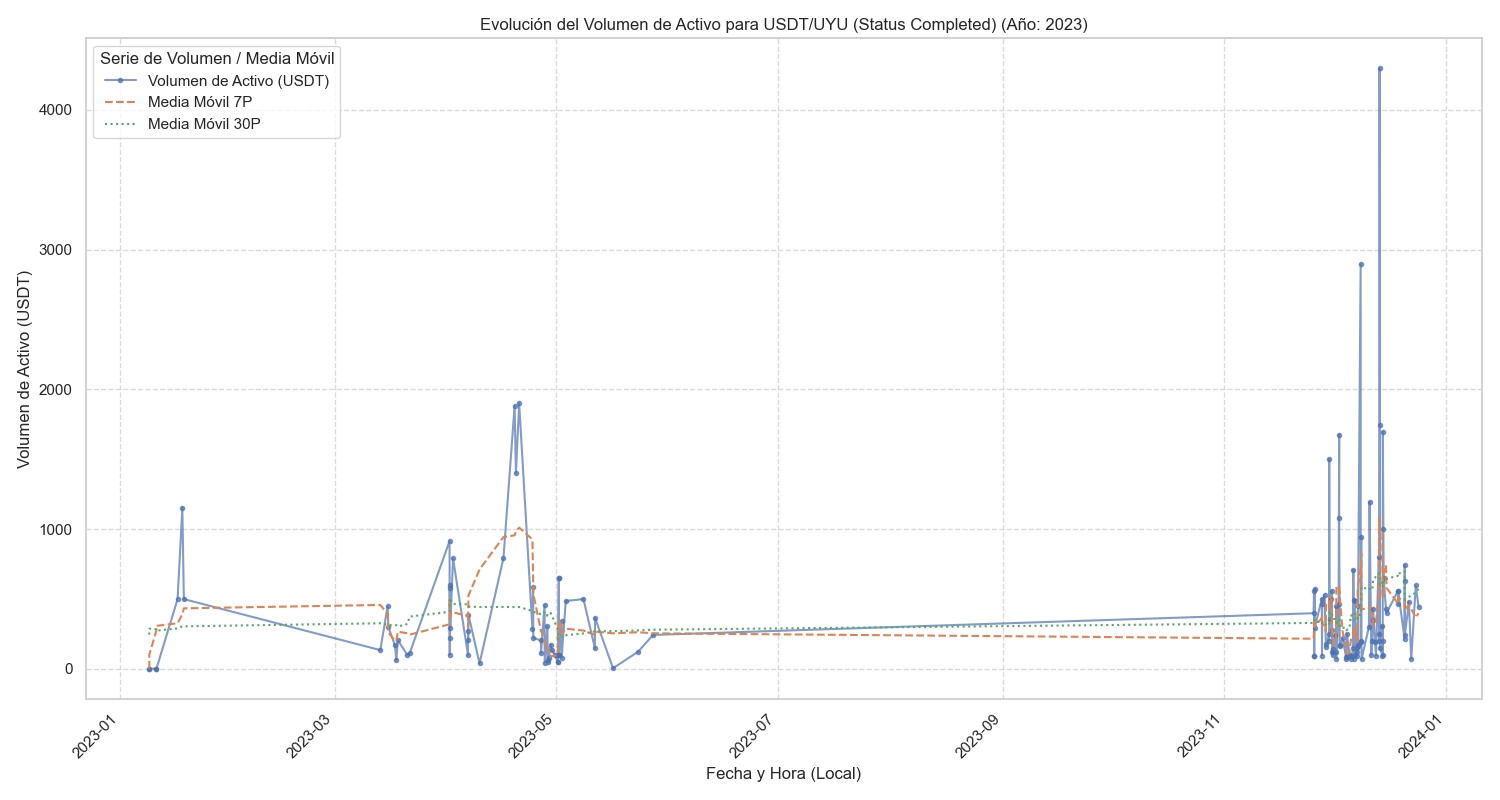 Evolución del Volumen de Activo para USDT/UYU (Status Completed) (Año: 2023)
Serie de Volumen / Media Móvil
Volumen de Activo (USDT)
Media Móvil 7P
Media Móvil 30P
Volumen de Activo (USDT)
4000
3000
2000
1000
0
2023-01
2023-03
2023-05
2023-07
2023-09
2023-11
2024-01
Fecha y Hora (Local)